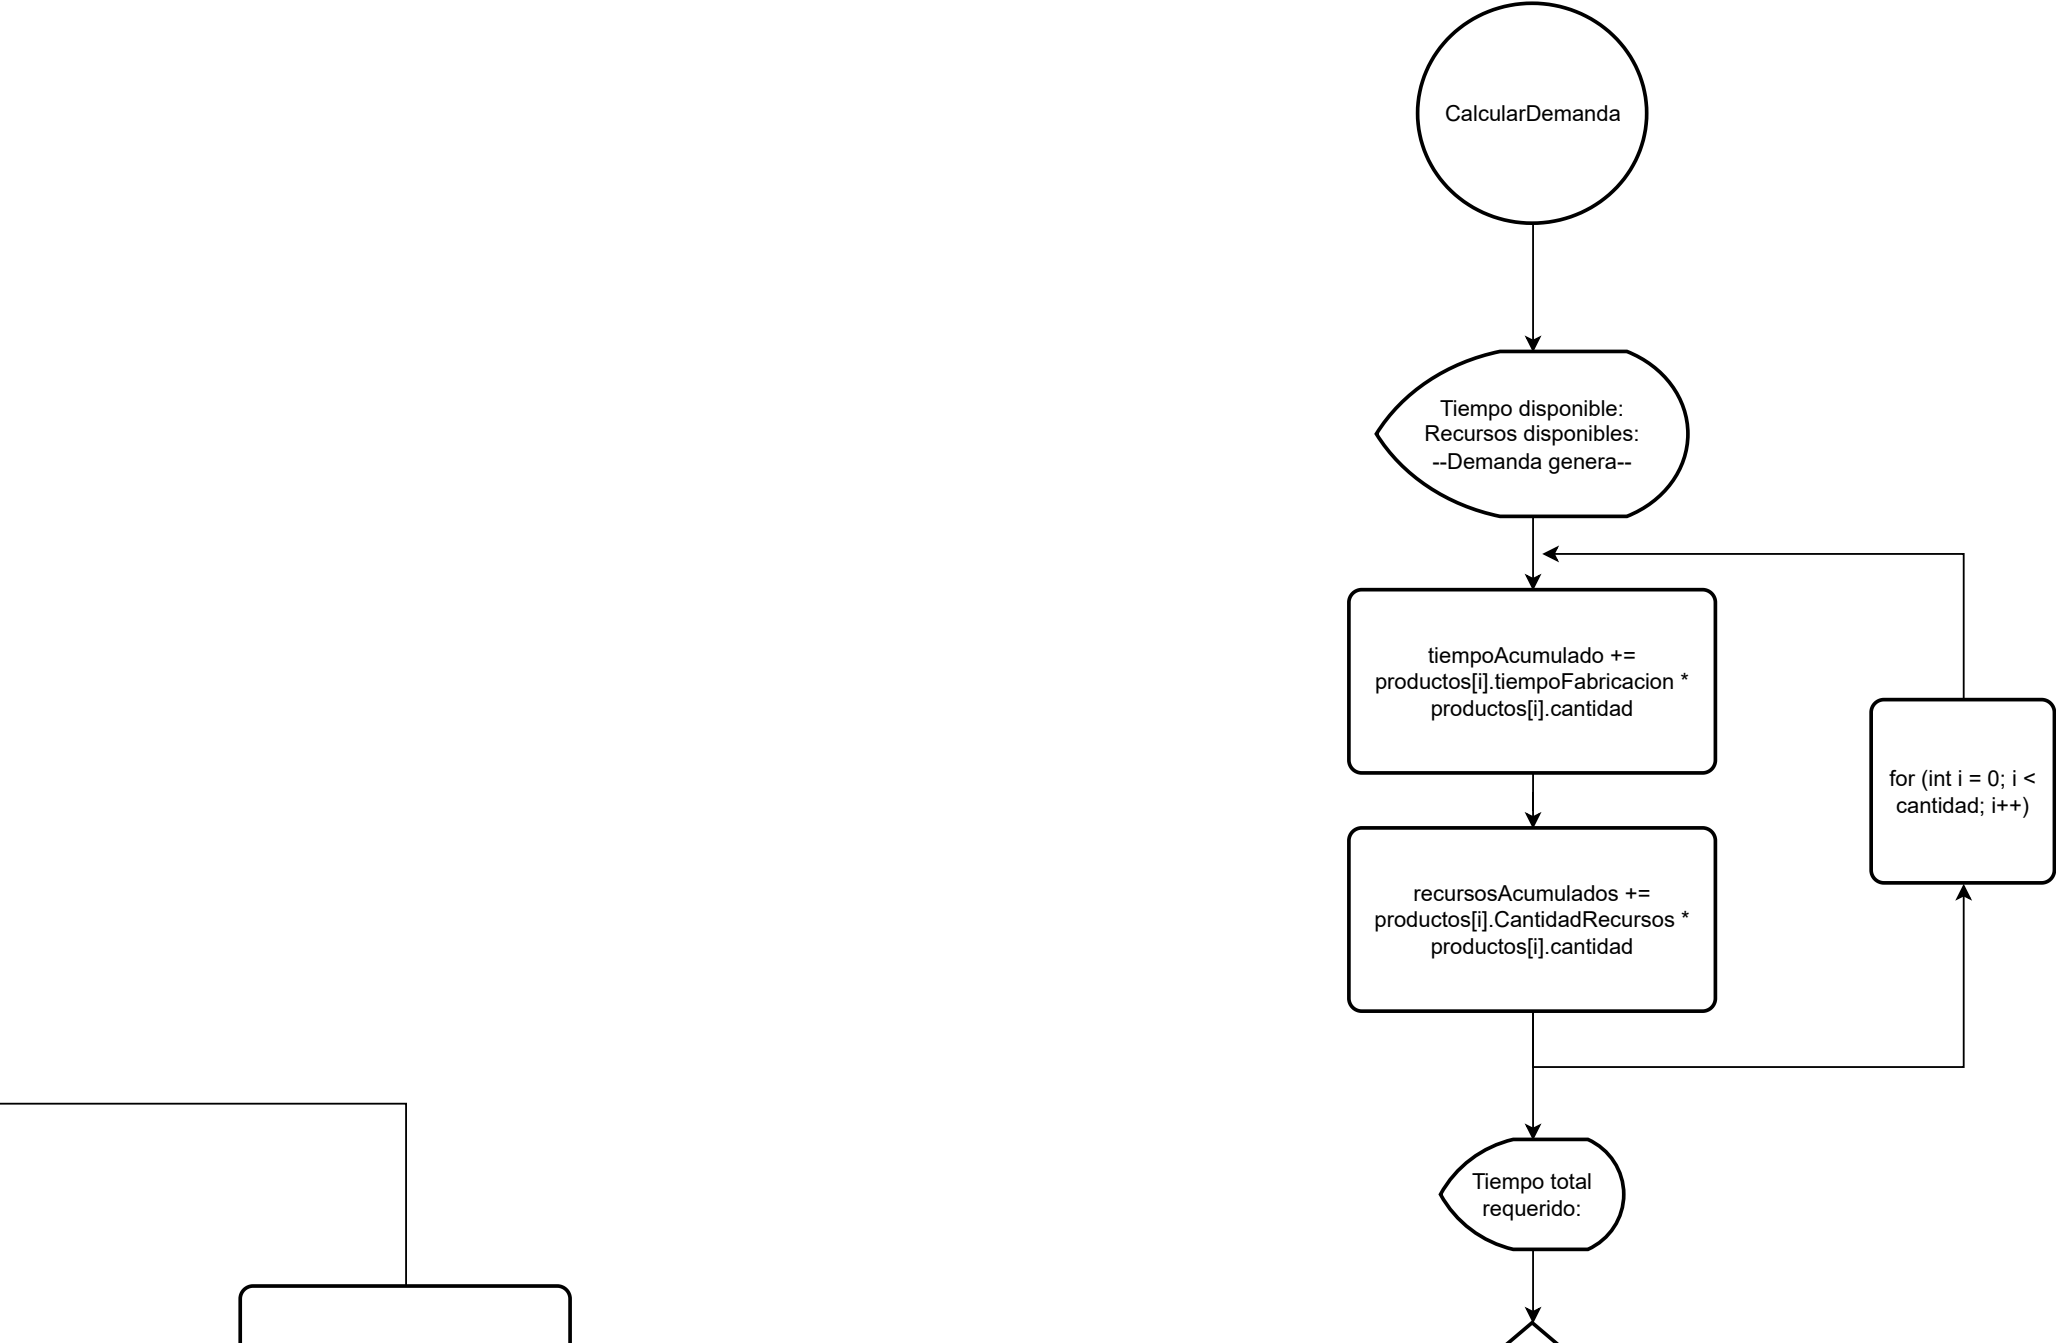 CalcularDemanda
Tiempo disponible:
Recursos disponibles:
--Demanda genera--
tiempoAcumulado +=
productos[i].tiempoFabricacion *
productos[i].cantidad
for (int i = 0; i <
cantidad; i++)
recursosAcumulados +=
productos[i].CantidadRecursos *
productos[i].cantidad
Tiempo total
requerido: